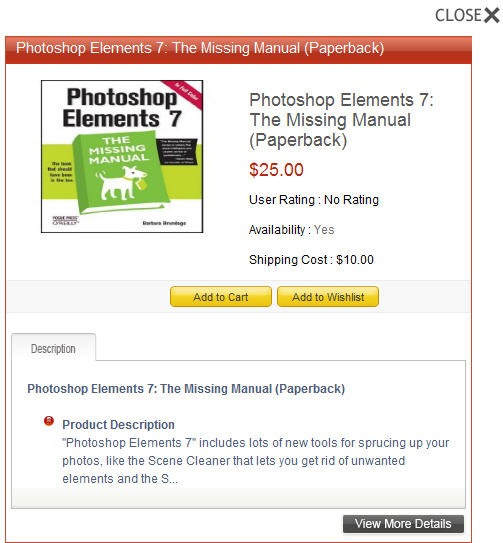 CLOSE
Photoshop Elements 7: The Missing Manual (Paperback)
In Full Color
Photoshop
Elements 7
THE
MISSING
MANUAL
The book
that should
have been
in the box
POGUE PRESS
O'REILLY
Barbara Brundage
Photoshop Elements 7:
The Missing Manual
(Paperback)
$25.00
User Rating : No Rating
Availability : Yes
Shipping Cost : $10.00
Add to Cart
Add to Wishlist
Description
Photoshop Elements 7: The Missing Manual (Paperback)
Product Description
"Photoshop Elements 7" includes lots of new tools for sprucing up your
photos, like the Scene Cleaner that lets you get rid of unwanted
elements and the S...
View More Details